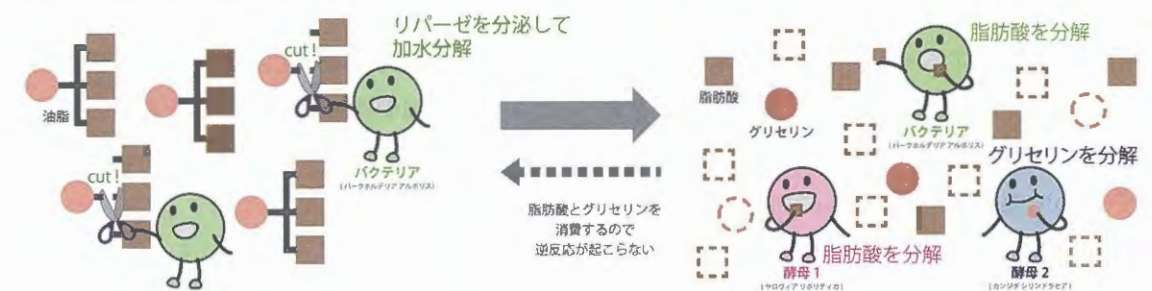 リパーゼを分泌して
加水分解
cut!
油脂
バクテリア
(バークホルデリア アルボリス)
cut!
脂肪酸とグリセリンを
消費するので
逆反応が起こらない
脂肪酸を分解
脂肪酸
グリセリン
バクテリア
(バークホルデリア アルボリス)
グリセリンを分解
脂肪酸を分解
酵母1
(ヤロウィア リポリティカ)
酵母2
(カンジダ シリンドラセア)